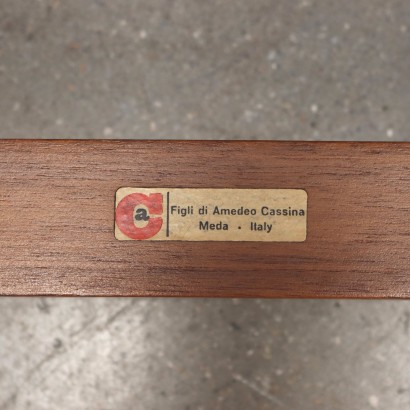 Ca
Figli di Amedeo Cassina
Meda . Italy